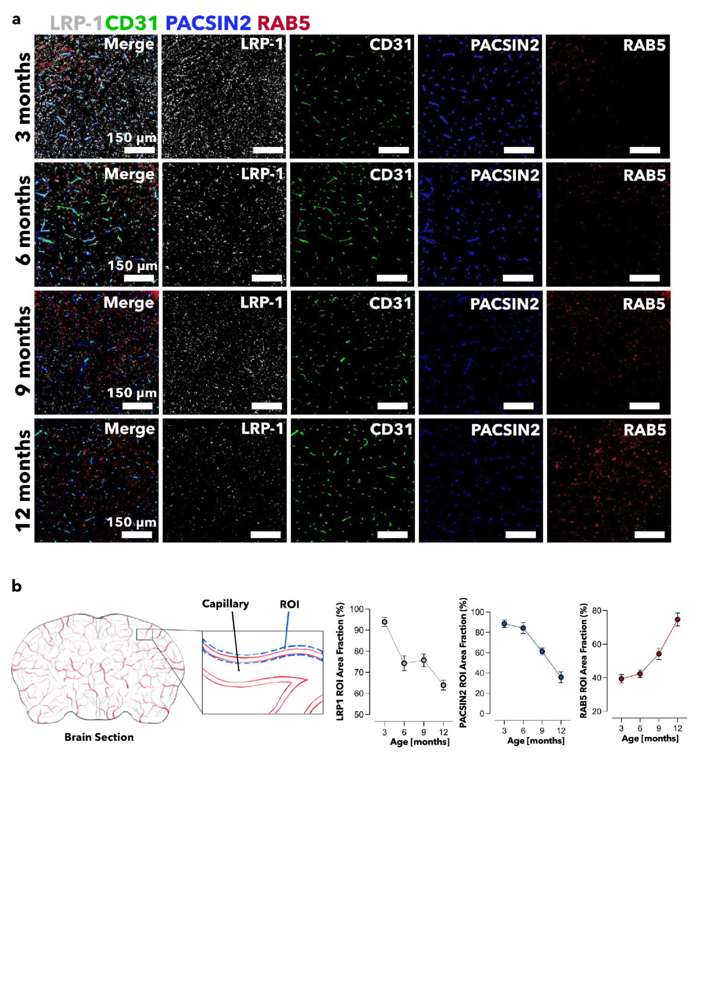 a
LRP-1 CD31 PACSIN2 RAB5
3 months
Merge
LRP-1
CD31
PACSIN2
RAB5
150 µm
6 months
Merge
LRP-1
CD31
PACSIN2
RAB5
150 µm
9 months
Merge
LRP-1
CD31
PACSIN2
RAB5
150 µm
12 months
Merge
LRP-1
CD31
PACSIN2
RAB5
150 µm
b
Brain Section
Capillary
ROI
LRP1 ROI Area Fraction (%)
100
90
80
70
60
50
3 6 9 12
Age [months]
PACSIN2 ROI Area Fraction (%)
100
80
60
40
20
0
3 6 9 12
Age [months]
RAB5 ROI Area Fraction (%)
80
60
40
20
3 6 9 12
Age [months]